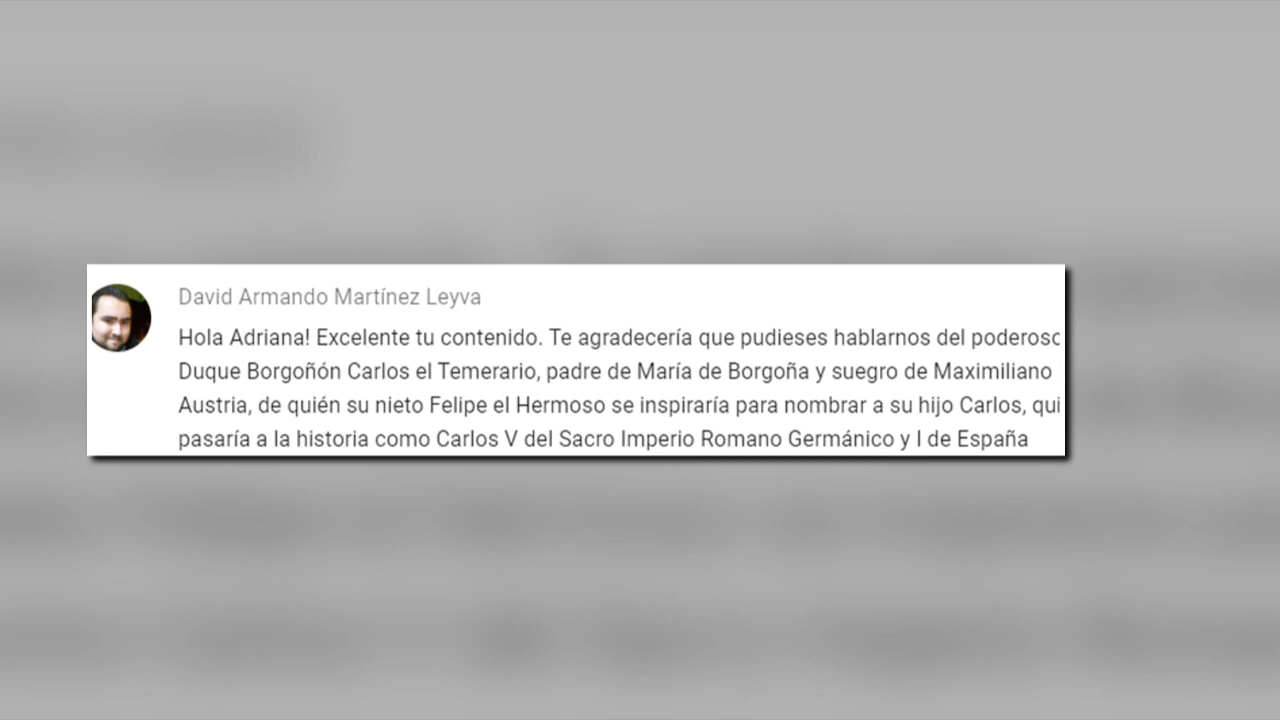 David Armando Martínez Leyva
Hola Adriana! Excelente tu contenido. Te agradecería que pudieses hablarnos del poderoso
Duque Borgoñón Carlos el Temerario, padre de María de Borgoña y suegro de Maximiliano
Austria, de quién su nieto Felipe el Hermoso se inspiraría para nombrar a su hijo Carlos, qui
pasaría a la historia como Carlos V del Sacro Imperio Romano Germánico y I de España